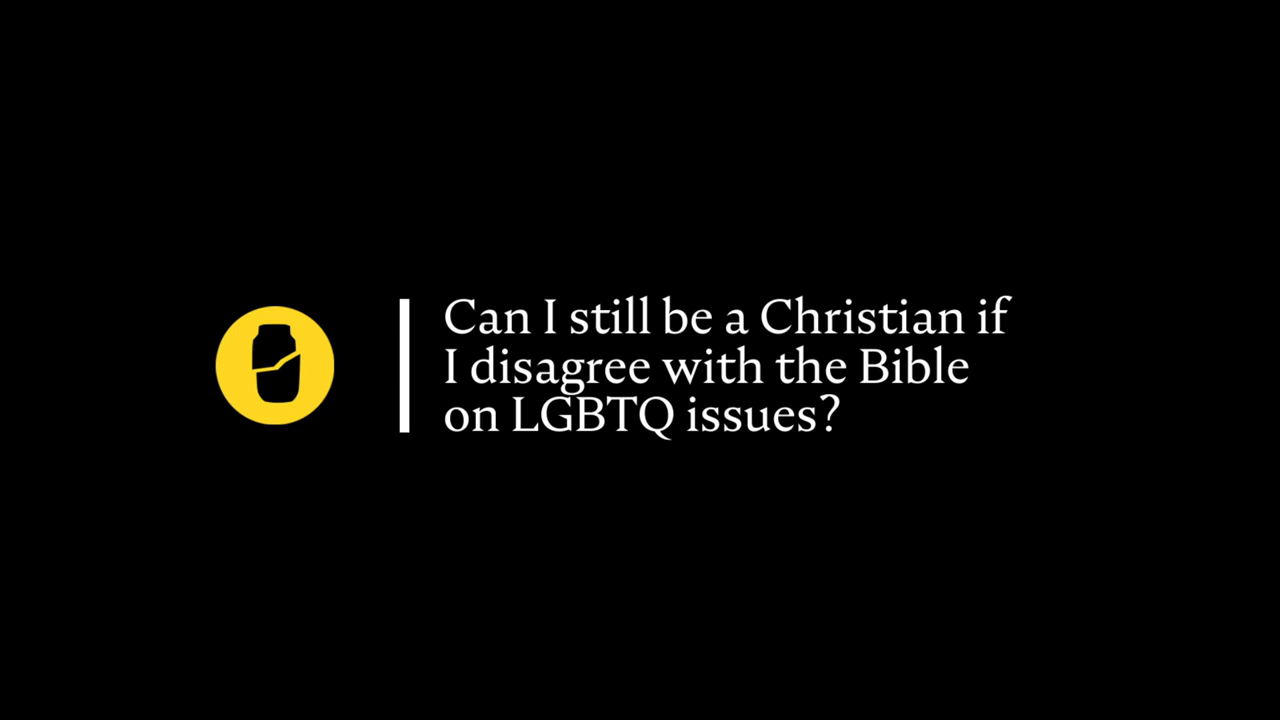 Can I still be a Christian if
I disagree with the Bible
on LGBTQ issues?